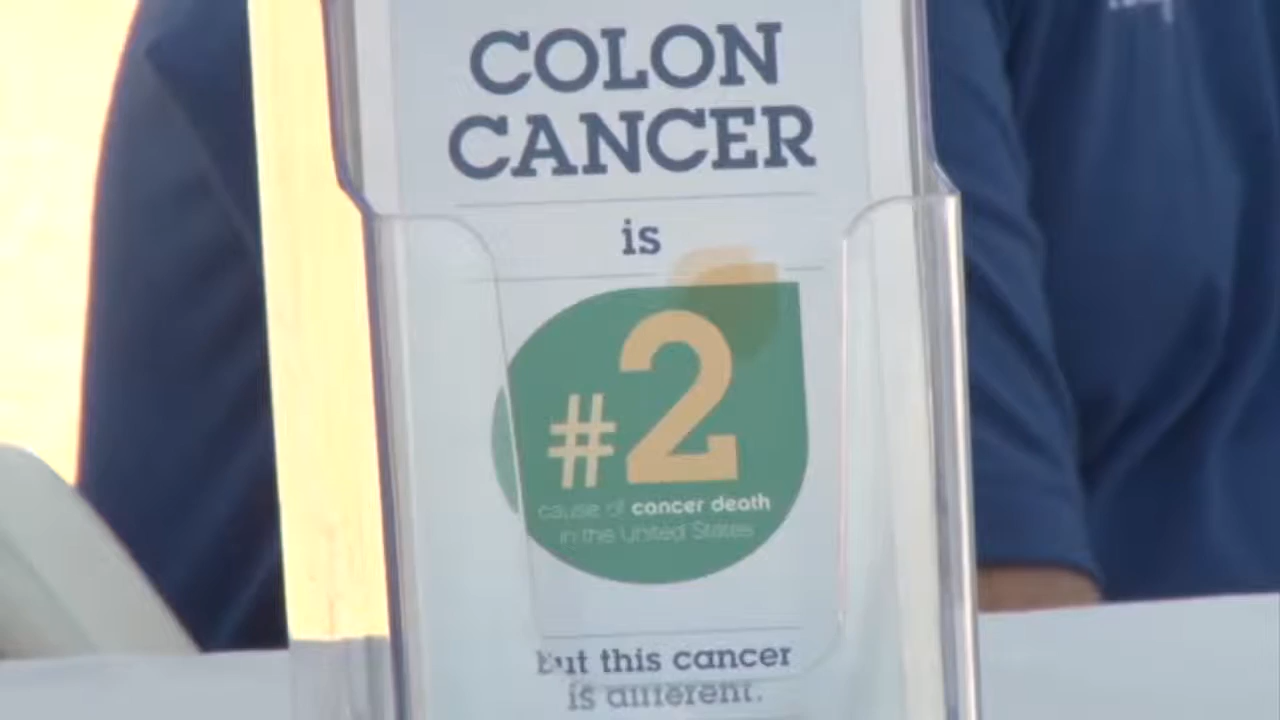 COLON
CANCER
is
#2
cause of cancer death
in the United States
But this cancer
is different.